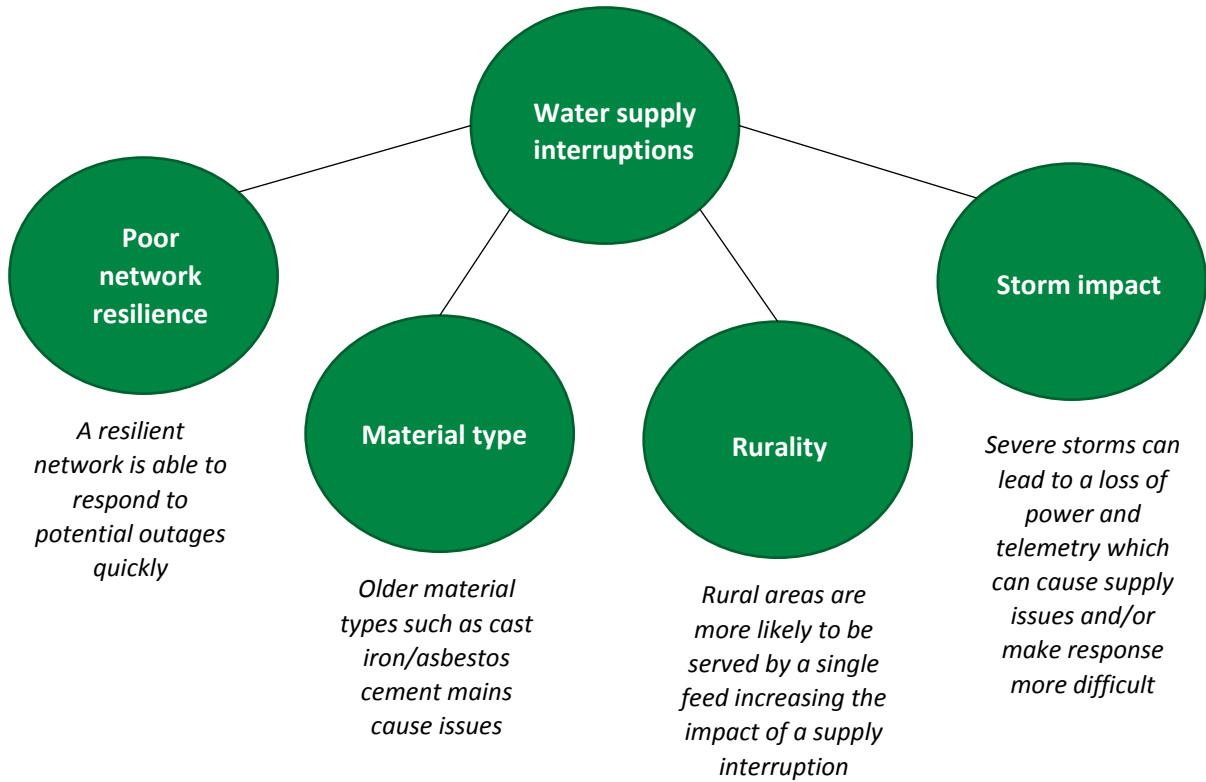 Water supply
interruptions
Poor
network
resilience
A resilient
network is able to
respond to
potential outages
quickly
Material type
Older material
types such as cast
iron/asbestos
cement mains
cause issues
Rurality
Rural areas are
more likely to be
served by a single
feed increasing the
impact of a supply
interruption
Storm impact
Severe storms can
lead to a loss of
power and
telemetry which
can cause supply
issues and/or
make response
more difficult